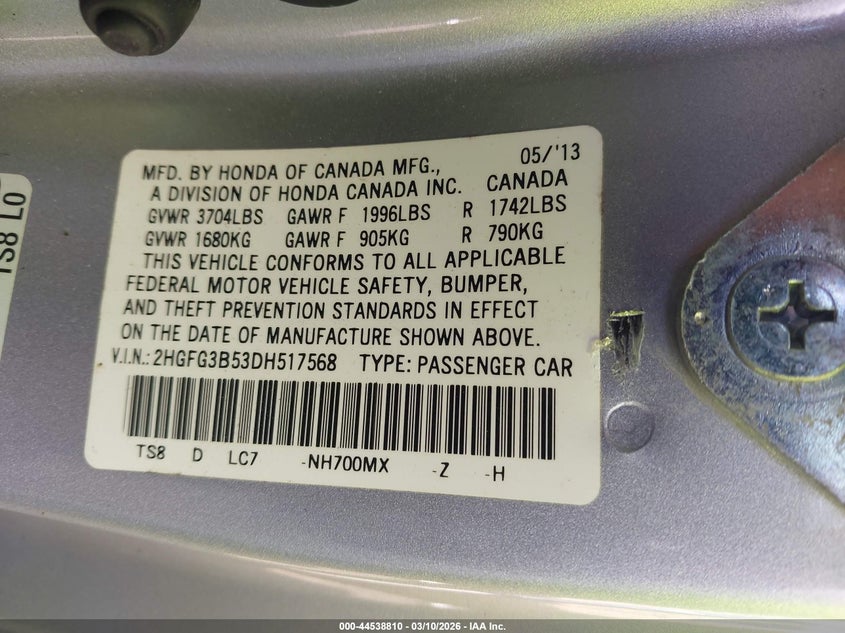 TS8 LO
MFD. BY HONDA OF CANADA MFG., 05/'13
A DIVISION OF HONDA CANADA INC. CANADA
GVWR 3704LBS GAWR F 1996LBS R 1742LBS
GVWR 1680KG GAWR F 905KG R 790KG
THIS VEHICLE CONFORMS TO ALL APPLICABLE
FEDERAL MOTOR VEHICLE SAFETY, BUMPER,
AND THEFT PREVENTION STANDARDS IN EFFECT
ON THE DATE OF MANUFACTURE SHOWN ABOVE.
V.I.N.: 2HGFG3B53DH517568 TYPE: PASSENGER CAR
TS8 D LC7 -NH700MX -Z -H
000-44538810 - 03/10/2026 - IAA Inc.